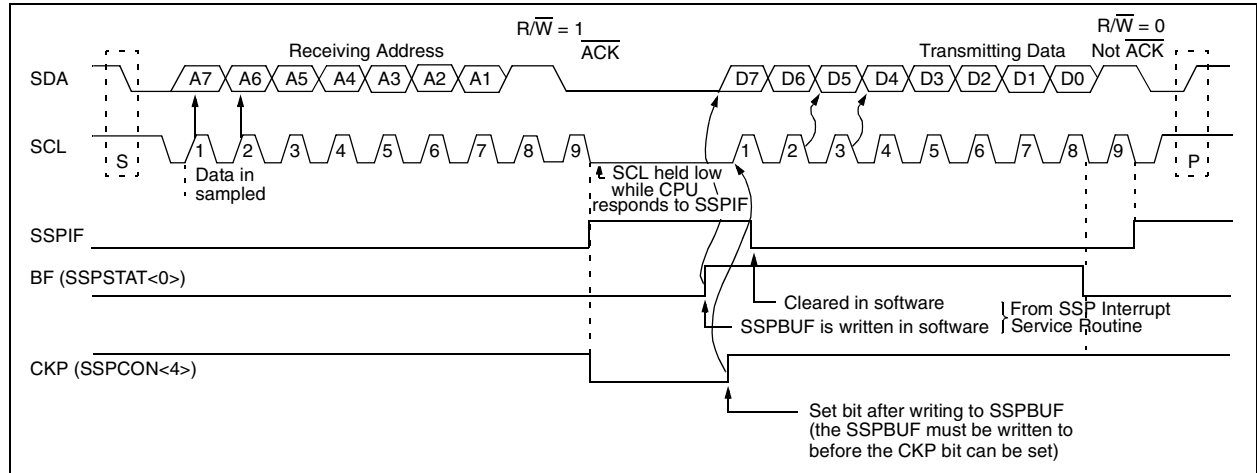 R/W = 1
R/W = 0
Receiving Address
ACK
Transmitting Data
Not ACK
SDA
A7 A6 A5 A4 A3 A2 A1
D7 D6 D5 D4 D3 D2 D1 D0
SCL
S
1 2 3 4 5 6 7 8 9
1 2 3 4 5 6 7 8 9
P
Data in
sampled
SCL held low
while CPU
responds to SSPIF
SSPIF
BF (SSPSTAT<0>)
Cleared in software
SSPBUF is written in software
From SSP Interrupt
Service Routine
CKP (SSPCON<4>)
Set bit after writing to SSPBUF
(the SSPBUF must be written to
before the CKP bit can be set)